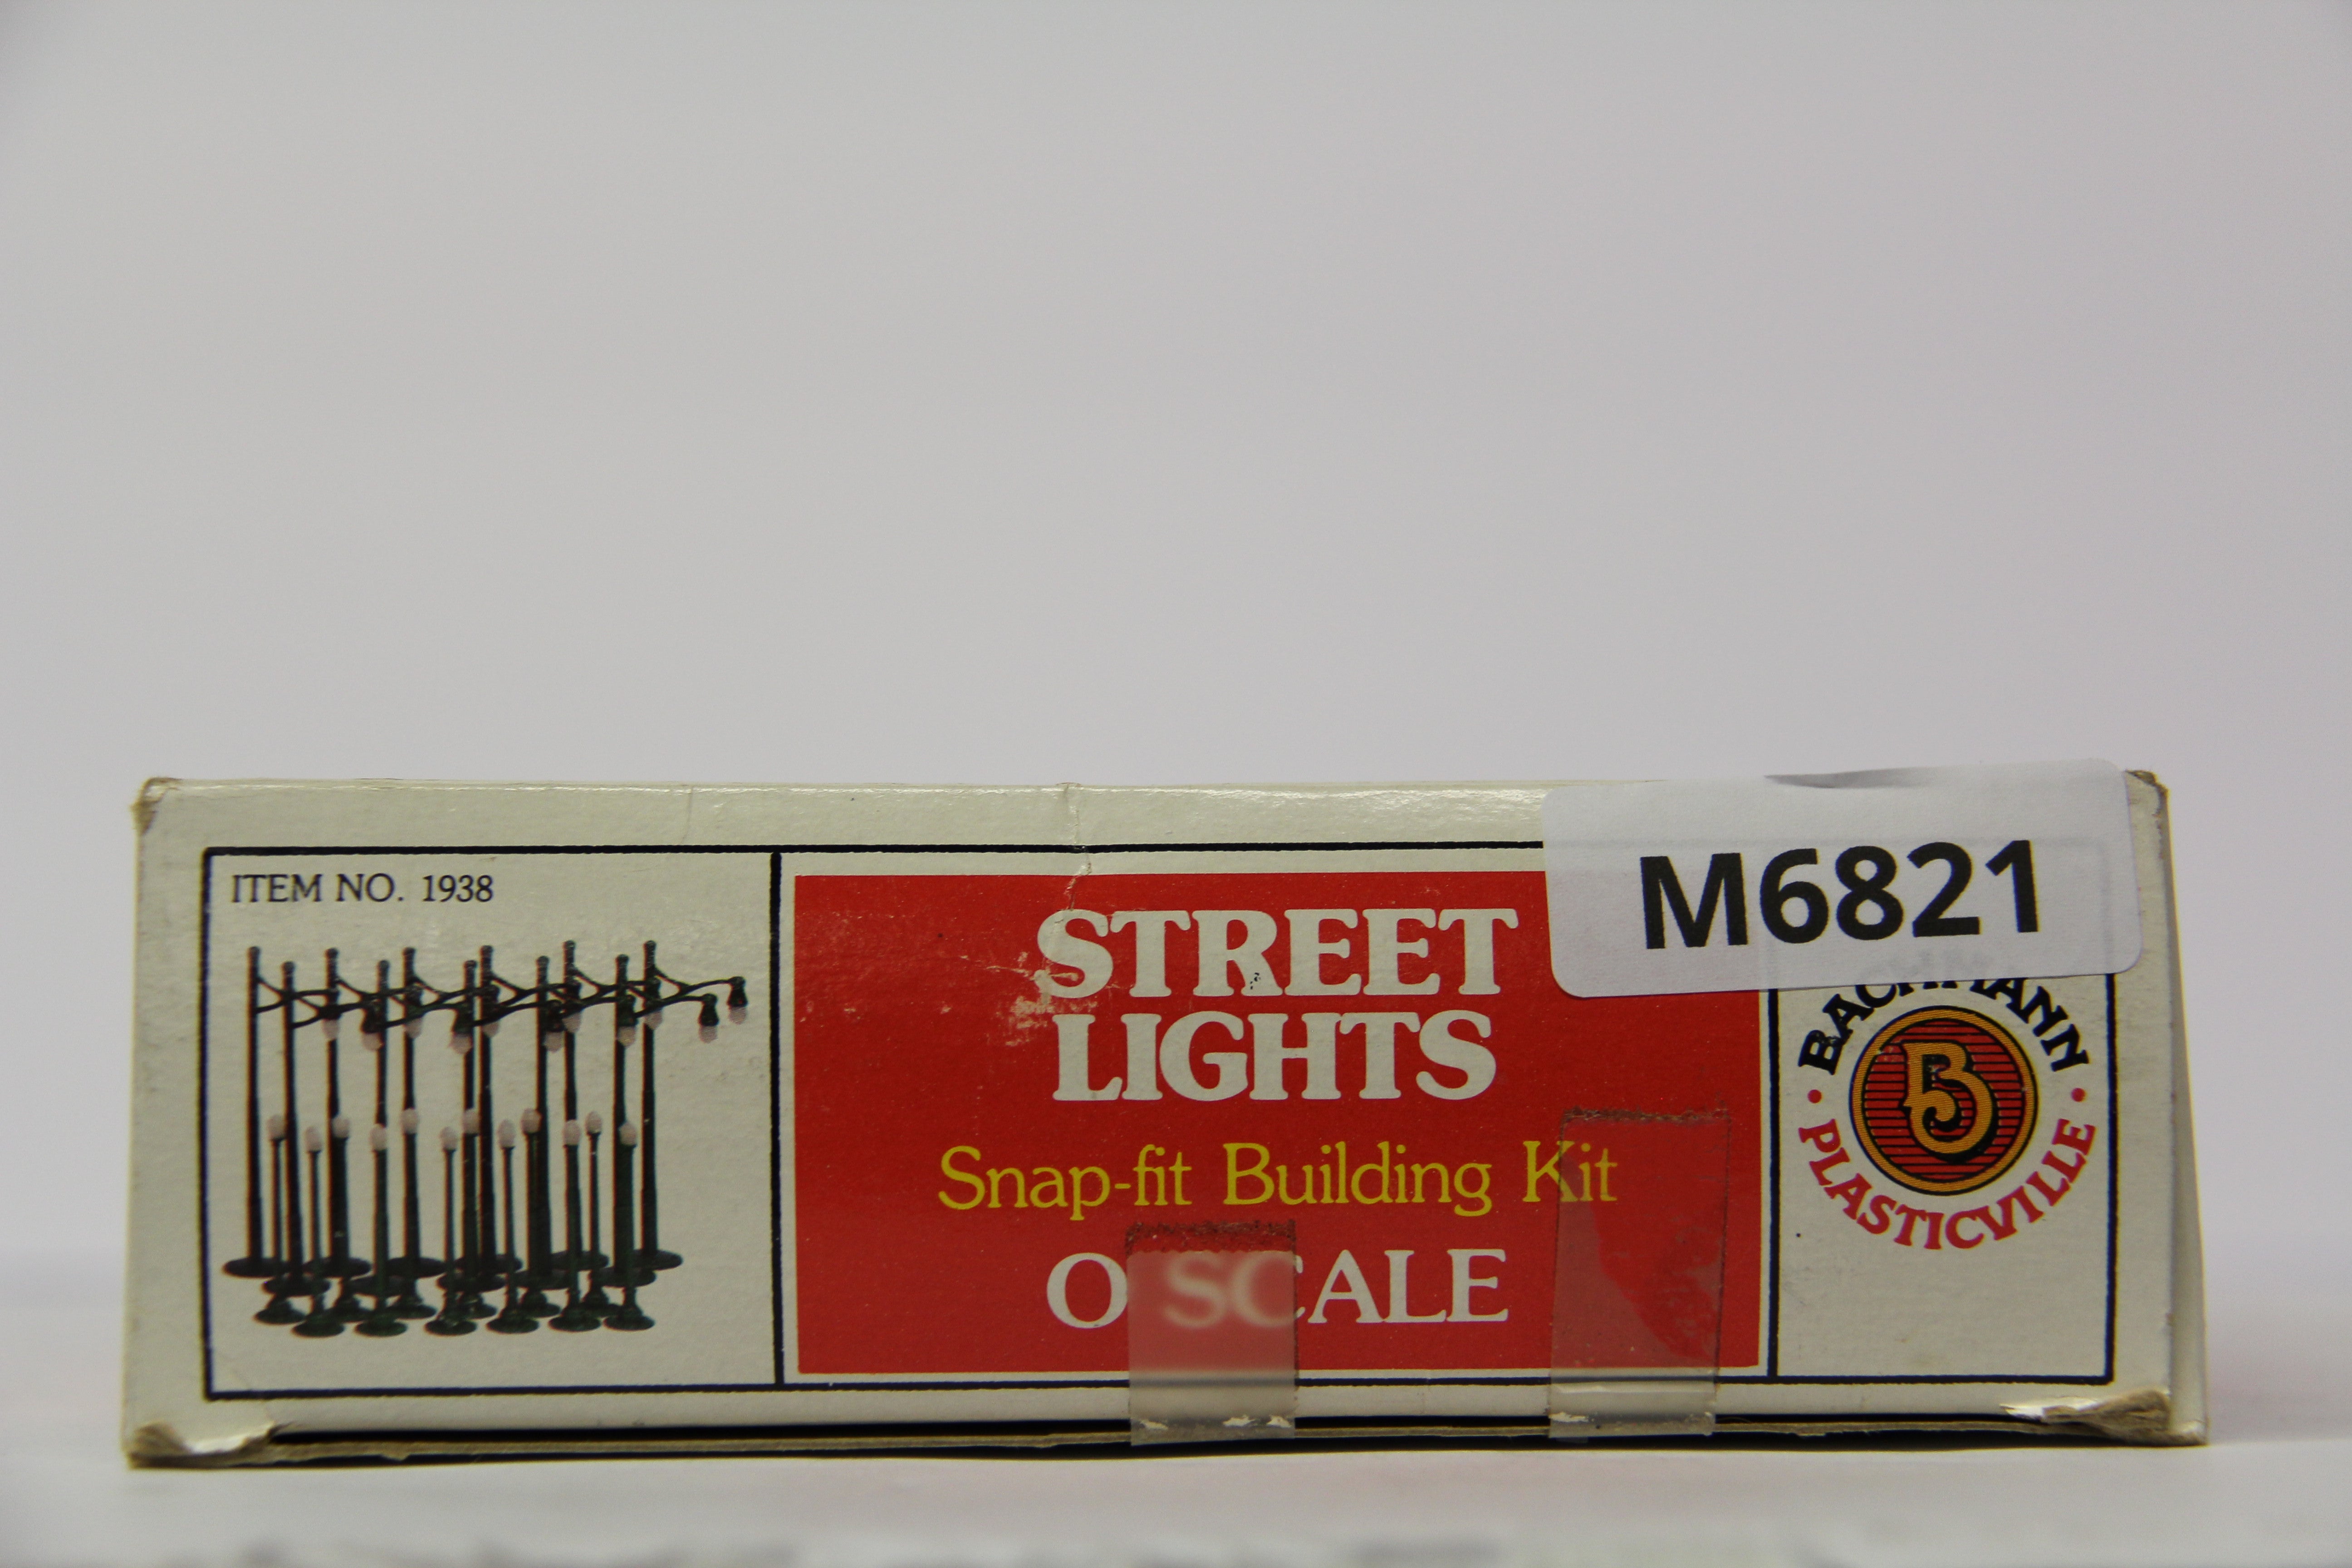 ITEM NO. 1938
STREET
LIGHTS
Snap-fit Building Kit
O SCALE
M6821
BACHMANN
B
PLASTICVILLE